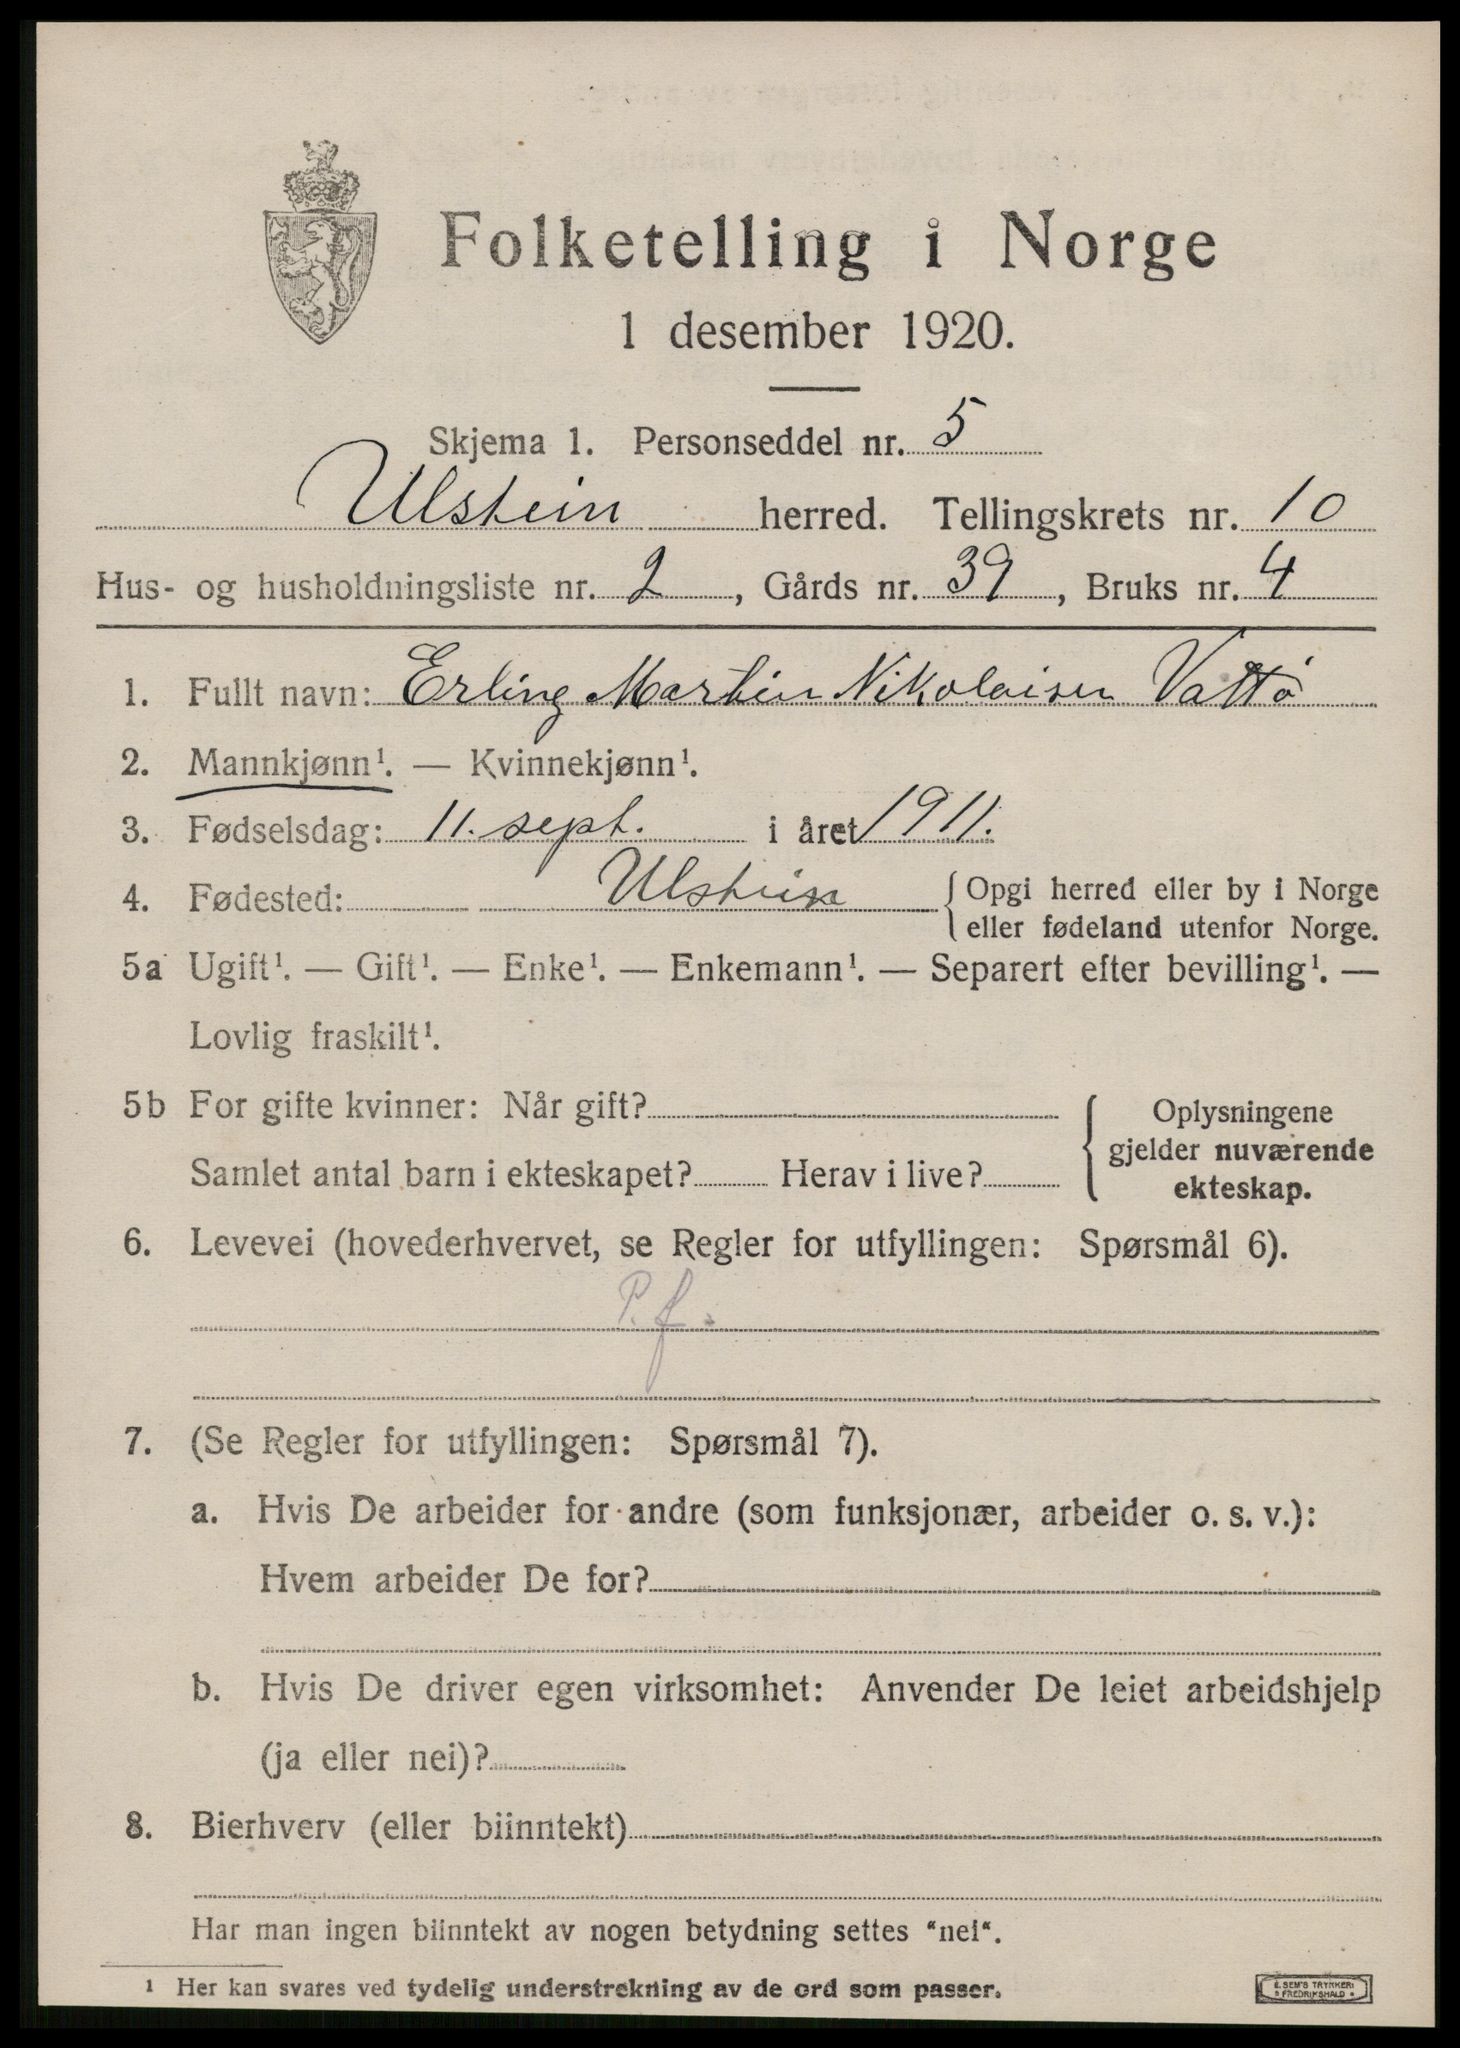 Folketelling i Norge
1 desember 1920.
Skjema 1. Personseddel nr. 5
Ulstein herred. Tellingskrets nr. 10
Hus- og husholdningsliste nr. 2, Gårds nr. 39, Bruks nr. 4
1. Fullt navn: Erling Martin Nikolaisen Vattö
2. Mannkjønn¹. — Kvinnekjønn¹.
3. Fødselsdag: 11. sept. i året 1911.
4. Fødested: Ulstein { Opgi herred eller by i Norge
eller fødeland utenfor Norge.
5a Ugift¹. — Gift¹. — Enke¹. — Enkemann¹. — Separert efter bevilling¹. —
Lovlig fraskilt¹.
5b For gifte kvinner: Når gift?
Samlet antal barn i ekteskapet? Herav i live?
{ Oplysningene
gjelder nuværende
ekteskap.
6. Levevei (hovederhvervet, se Regler for utfyllingen: Spørsmål 6).
P. f.
7. (Se Regler for utfyllingen: Spørsmål 7).
a. Hvis De arbeider for andre (som funksjonær, arbeider o. s. v.):
Hvem arbeider De for?
b. Hvis De driver egen virksomhet: Anvender De leiet arbeidshjelp
(ja eller nei)?
8. Bierhverv (eller biinntekt)
Har man ingen biinntekt av nogen betydning settes "nei".
1 Her kan svares ved tydelig understrekning av de ord som passer.
E. SEM'S TRYKKERI
FREDRIKSHALD